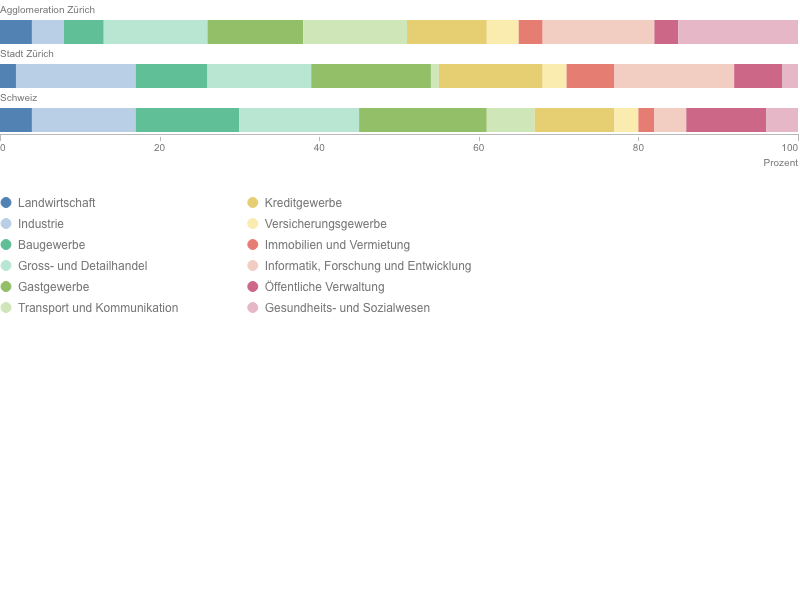 Agglomeration Zürich
Stadt Zürich
Schweiz
0 20 40 60 80 100
Prozent
Landwirtschaft
Industrie
Baugewerbe
Gross- und Detailhandel
Gastgewerbe
Transport und Kommunikation
Kreditgewerbe
Versicherungsgewerbe
Immobilien und Vermietung
Informatik, Forschung und Entwicklung
Öffentliche Verwaltung
Gesundheits- und Sozialwesen